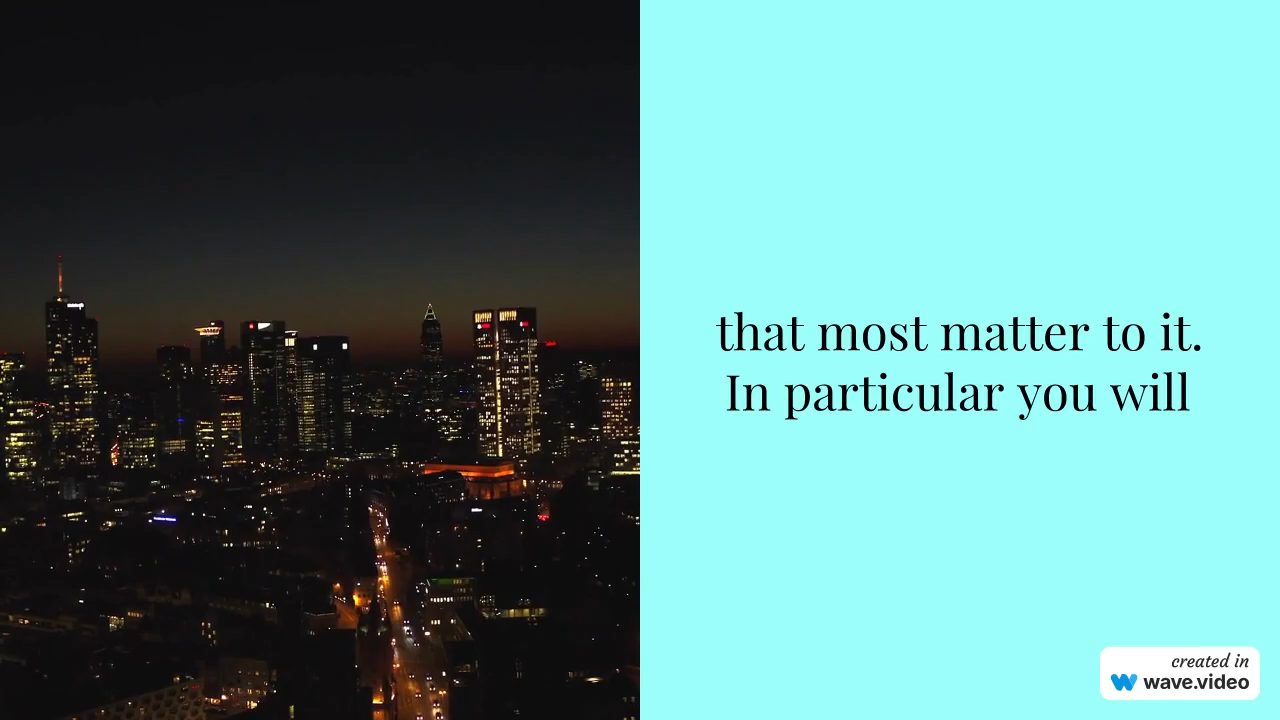 that most matter to it.
In particular you will
created in
wave.video